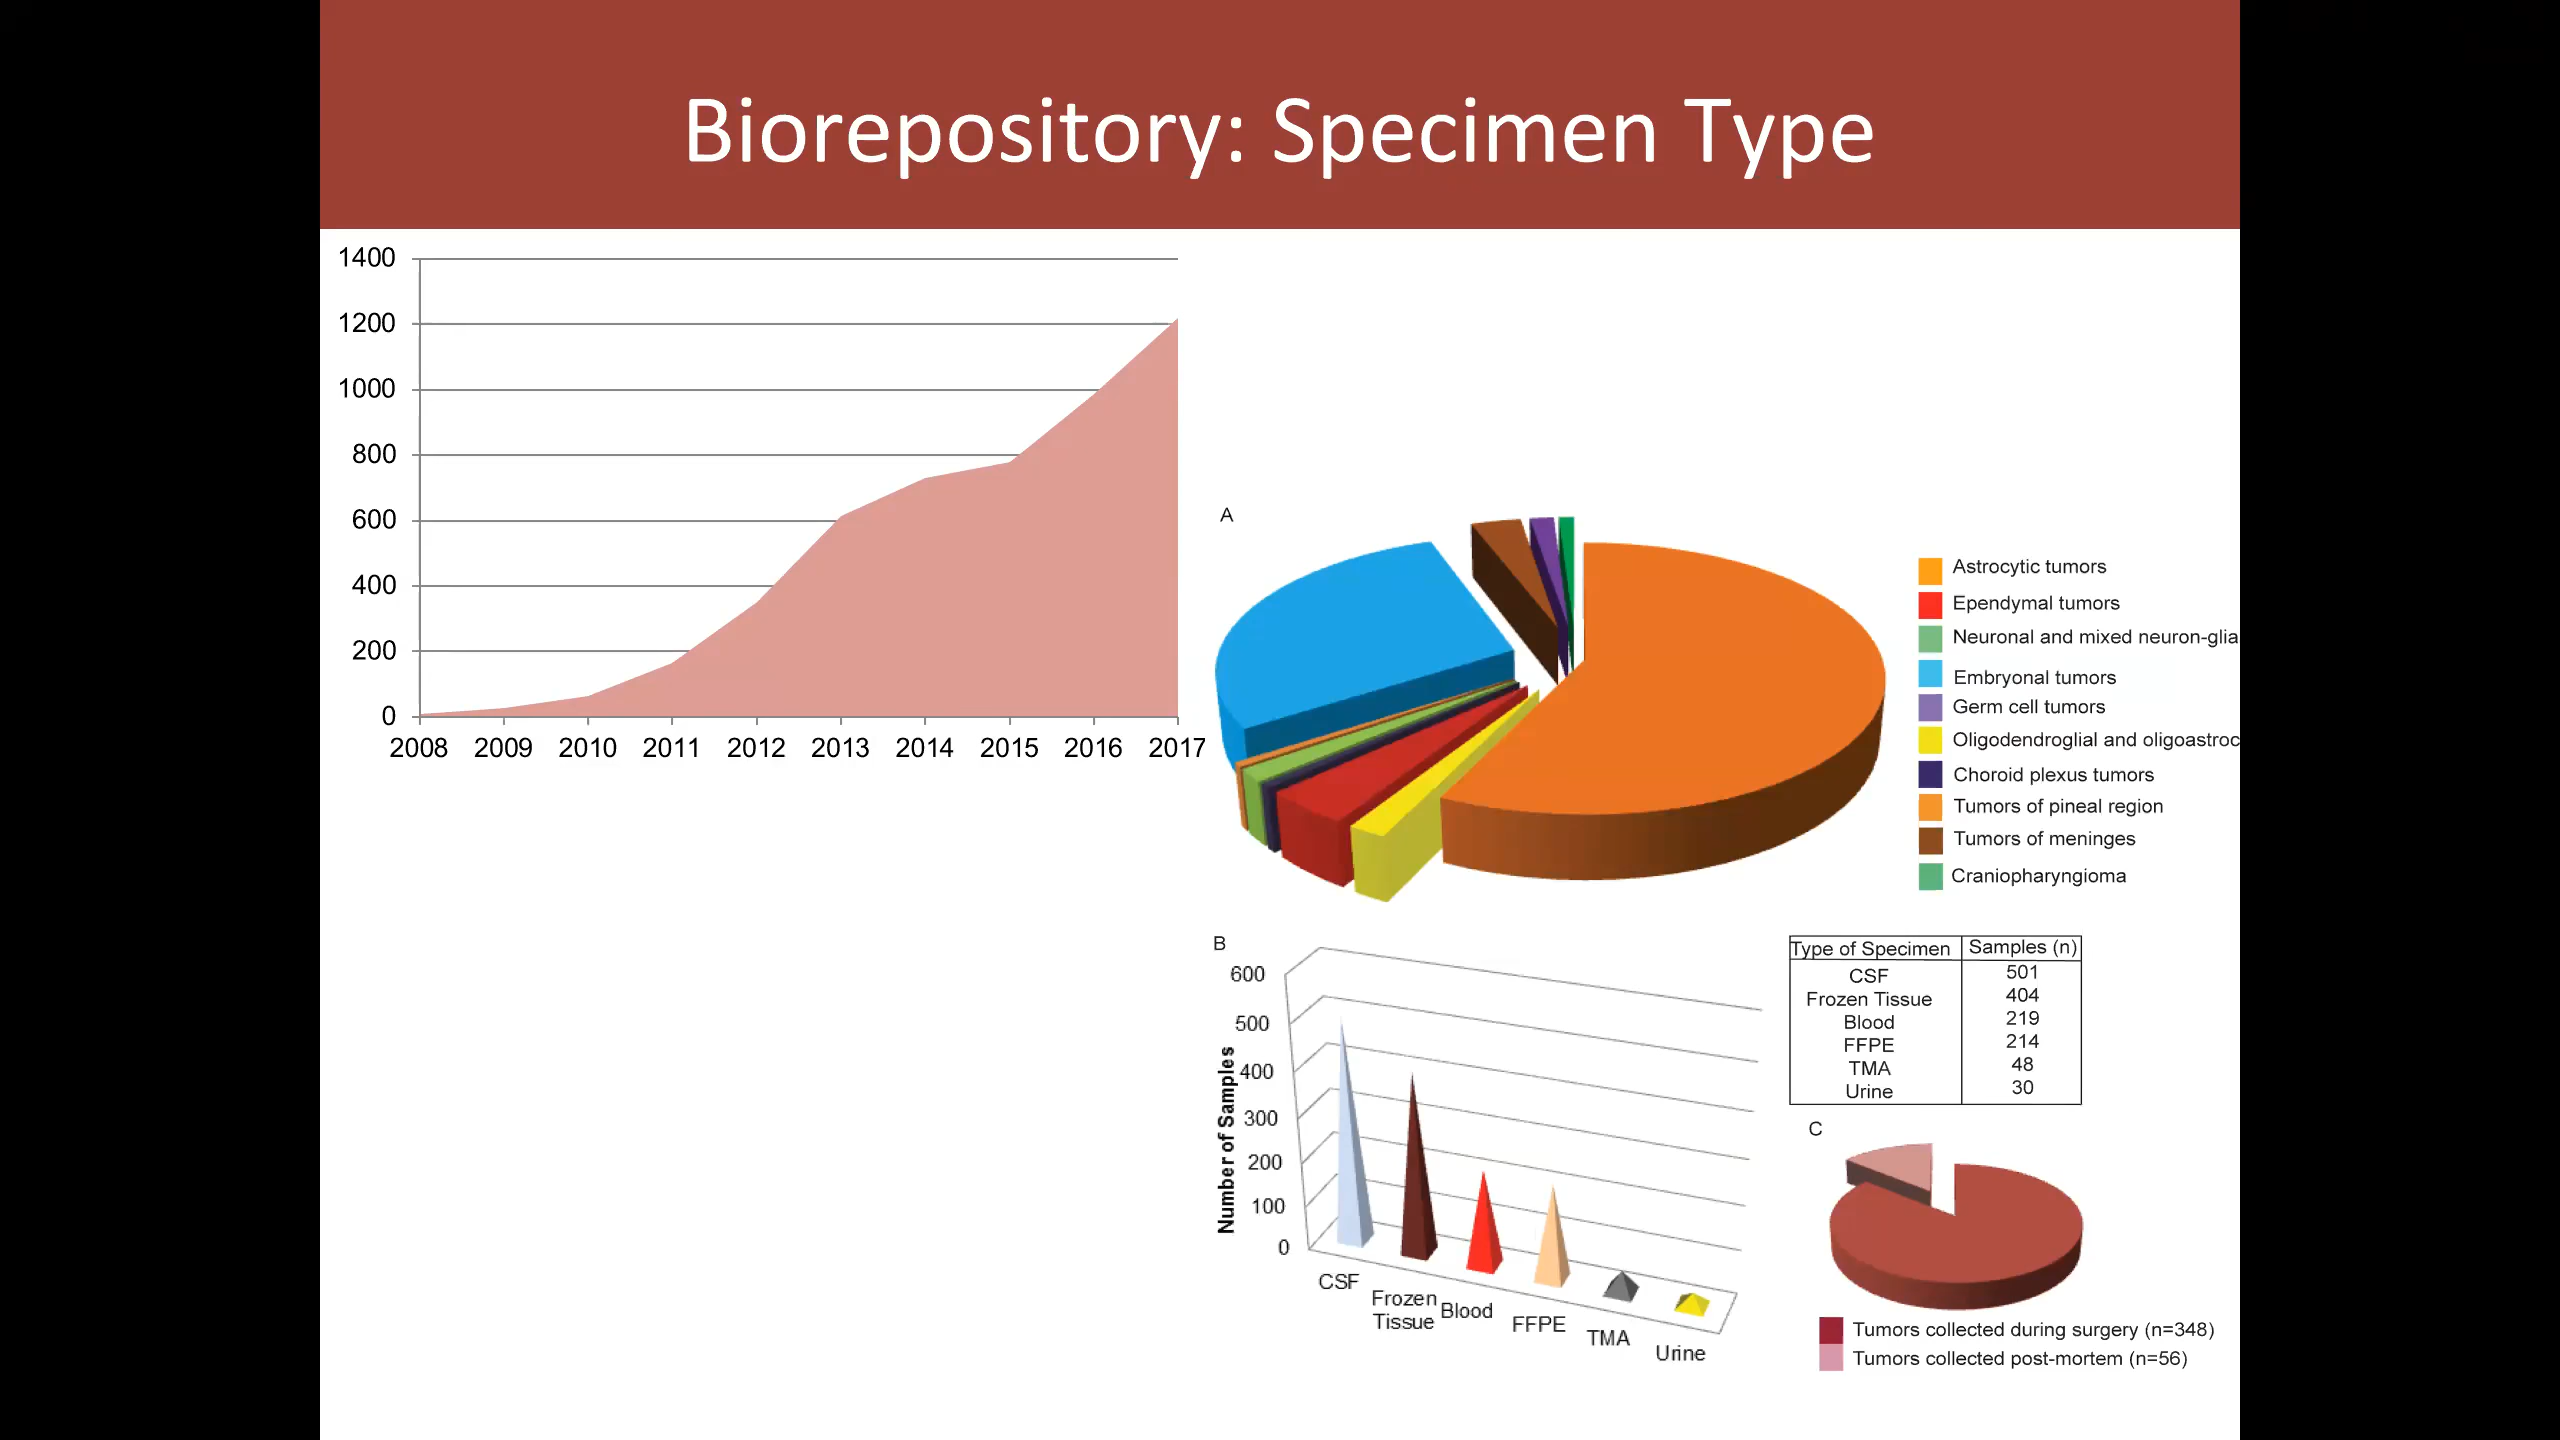 Biorepository: Specimen Type
1400
1200
1000
800
600
400
200
0
2008 2009 2010 2011 2012 2013 2014 2015 2016 2017
A
Astrocytic tumors
Ependymal tumors
Neuronal and mixed neuron-glia
Embryonal tumors
Germ cell tumors
Oligodendroglial and oligoastroc
Choroid plexus tumors
Tumors of pineal region
Tumors of meninges
Craniopharyngioma
B
Number of Samples
600
500
400
300
200
100
0
CSF
Frozen
Tissue
Blood
FFPE
TMA
Urine
Type of Specimen Samples (n)
CSF 501
Frozen Tissue 404
Blood 219
FFPE 214
TMA 48
Urine 30
C
Tumors collected during surgery (n=348)
Tumors collected post-mortem (n=56)